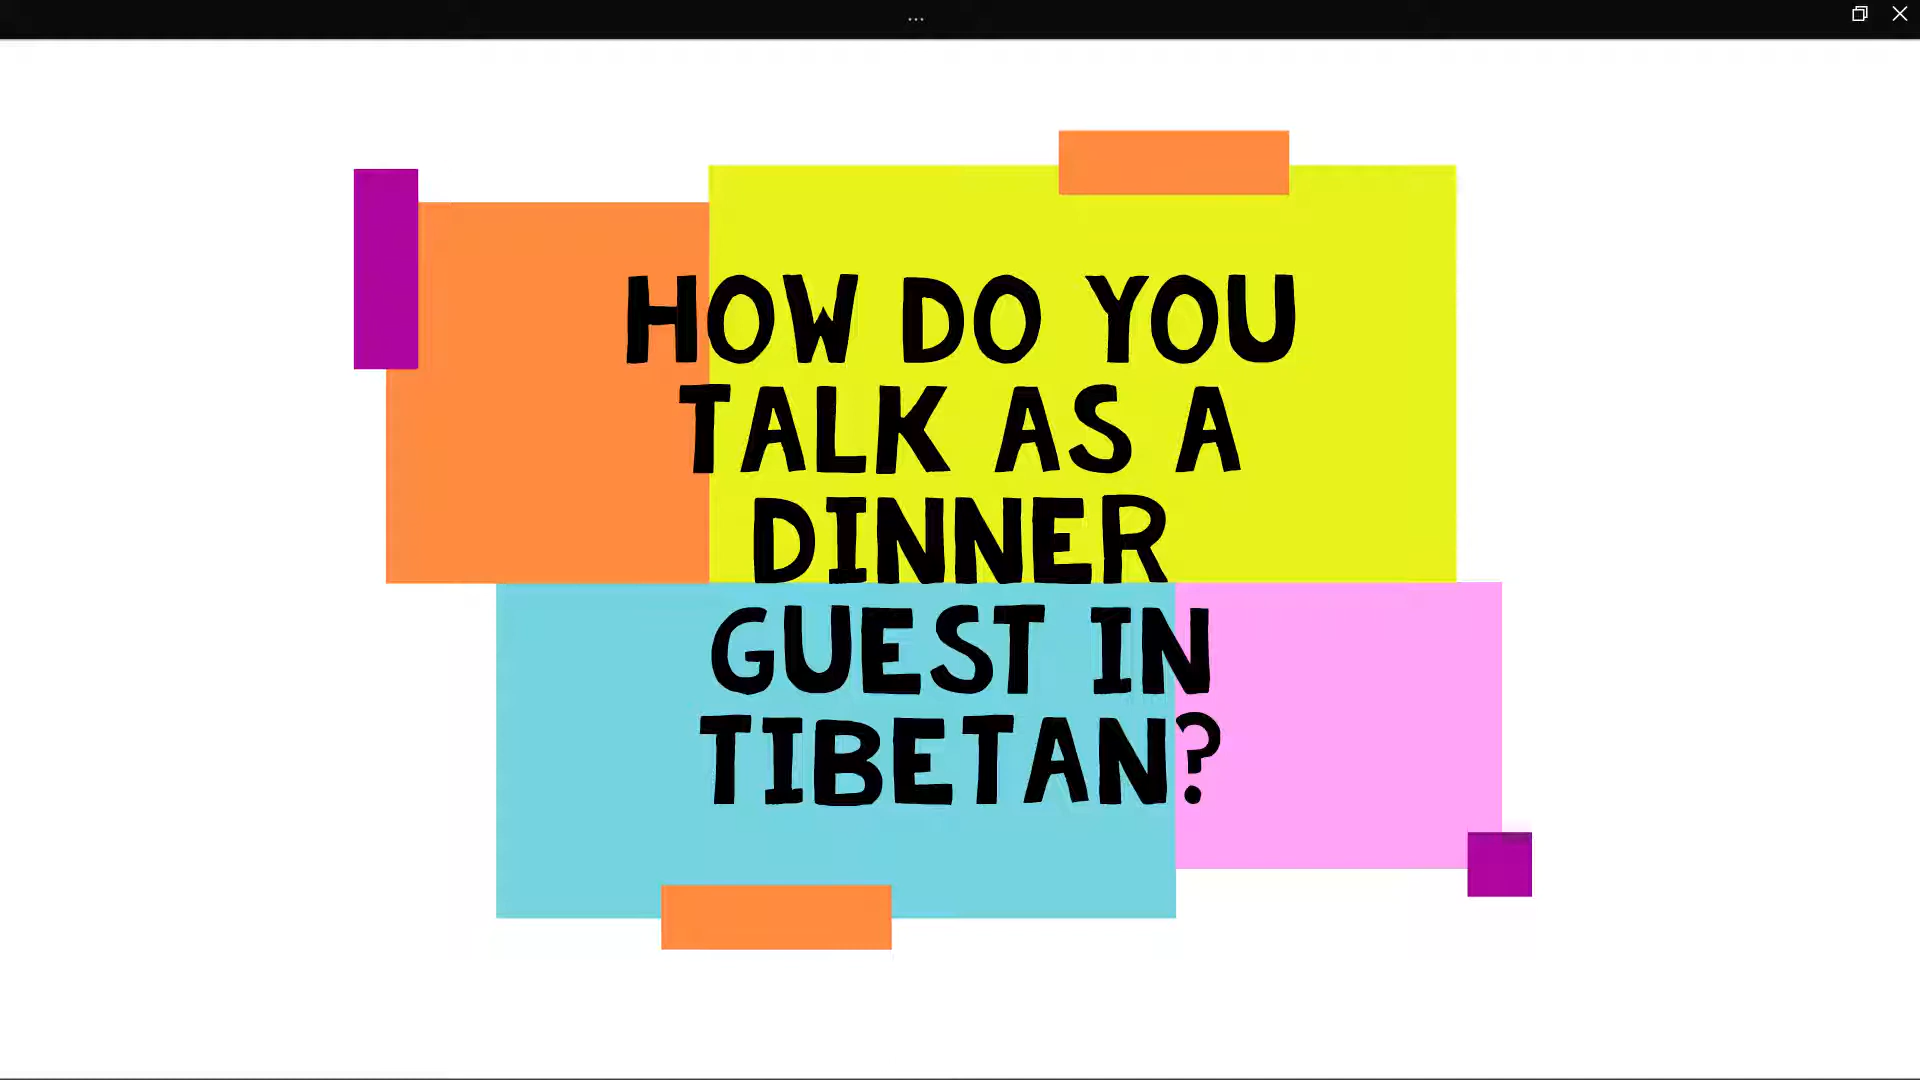 HOW DO YOU
TALK AS A
DINNER
GUEST IN
TIBETAN?